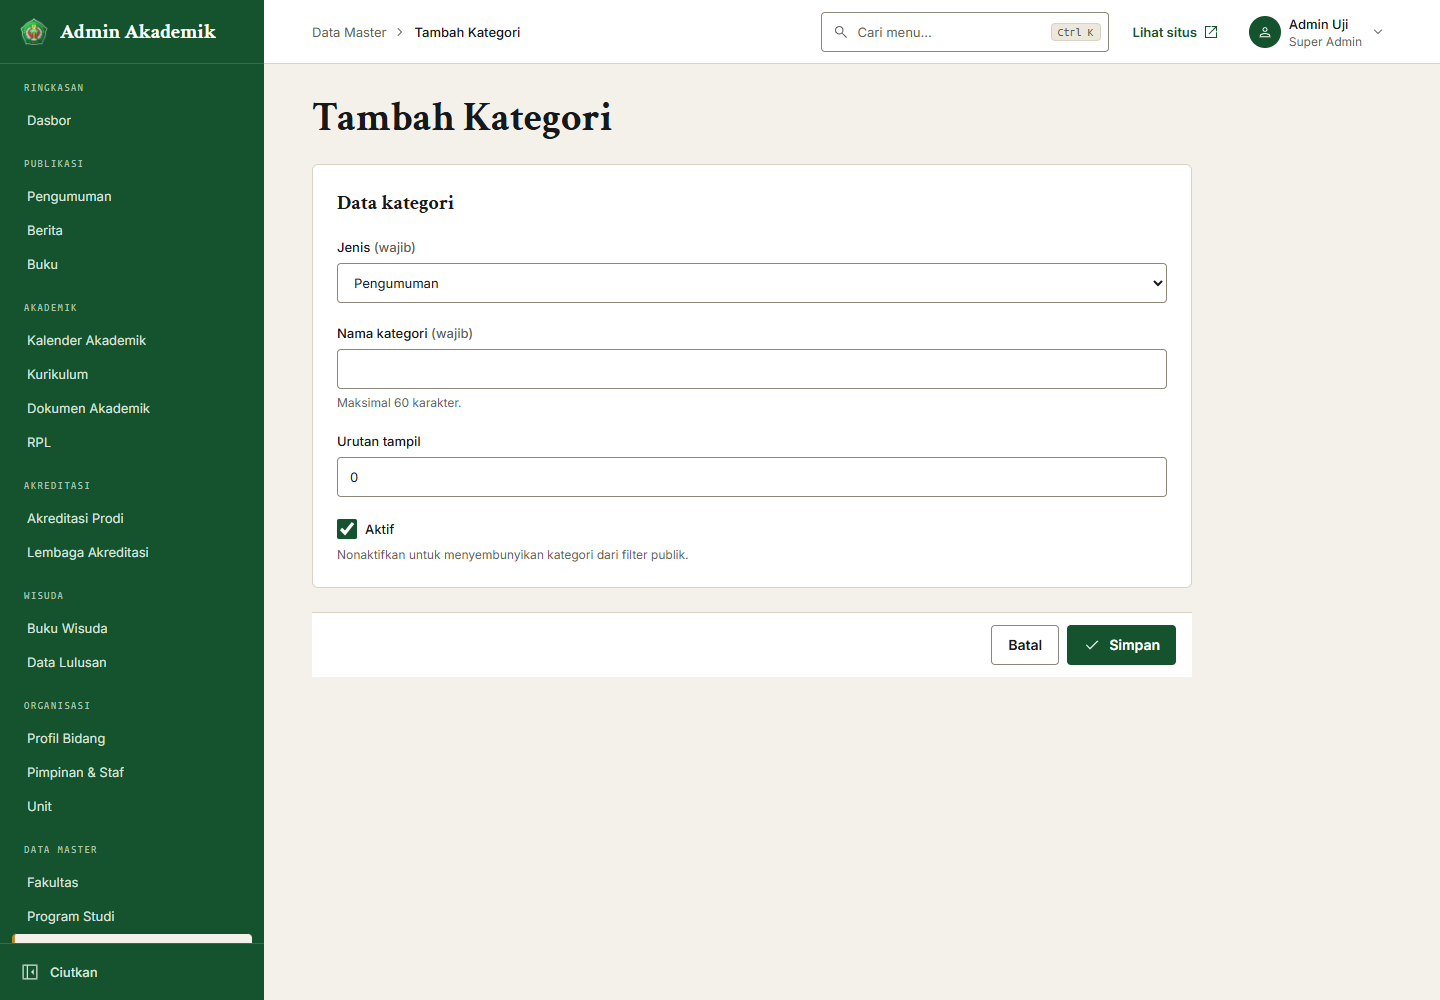 Admin Akademik
Data Master > Tambah Kategori
Cari menu...
Ctrl K
Lihat situs
Admin Uji
Super Admin
RINGKASAN
Dasbor
PUBLIKASI
Pengumuman
Berita
Buku
AKADEMIK
Kalender Akademik
Kurikulum
Dokumen Akademik
RPL
AKREDITASI
Akreditasi Prodi
Lembaga Akreditasi
WISUDA
Buku Wisuda
Data Lulusan
ORGANISASI
Profil Bidang
Pimpinan & Staf
Unit
DATA MASTER
Fakultas
Program Studi
Ciutkan
Tambah Kategori
Data kategori
Jenis (wajib)
Pengumuman
Nama kategori (wajib)
Maksimal 60 karakter.
Urutan tampil
0
Aktif
Nonaktifkan untuk menyembunyikan kategori dari filter publik.
Batal
Simpan